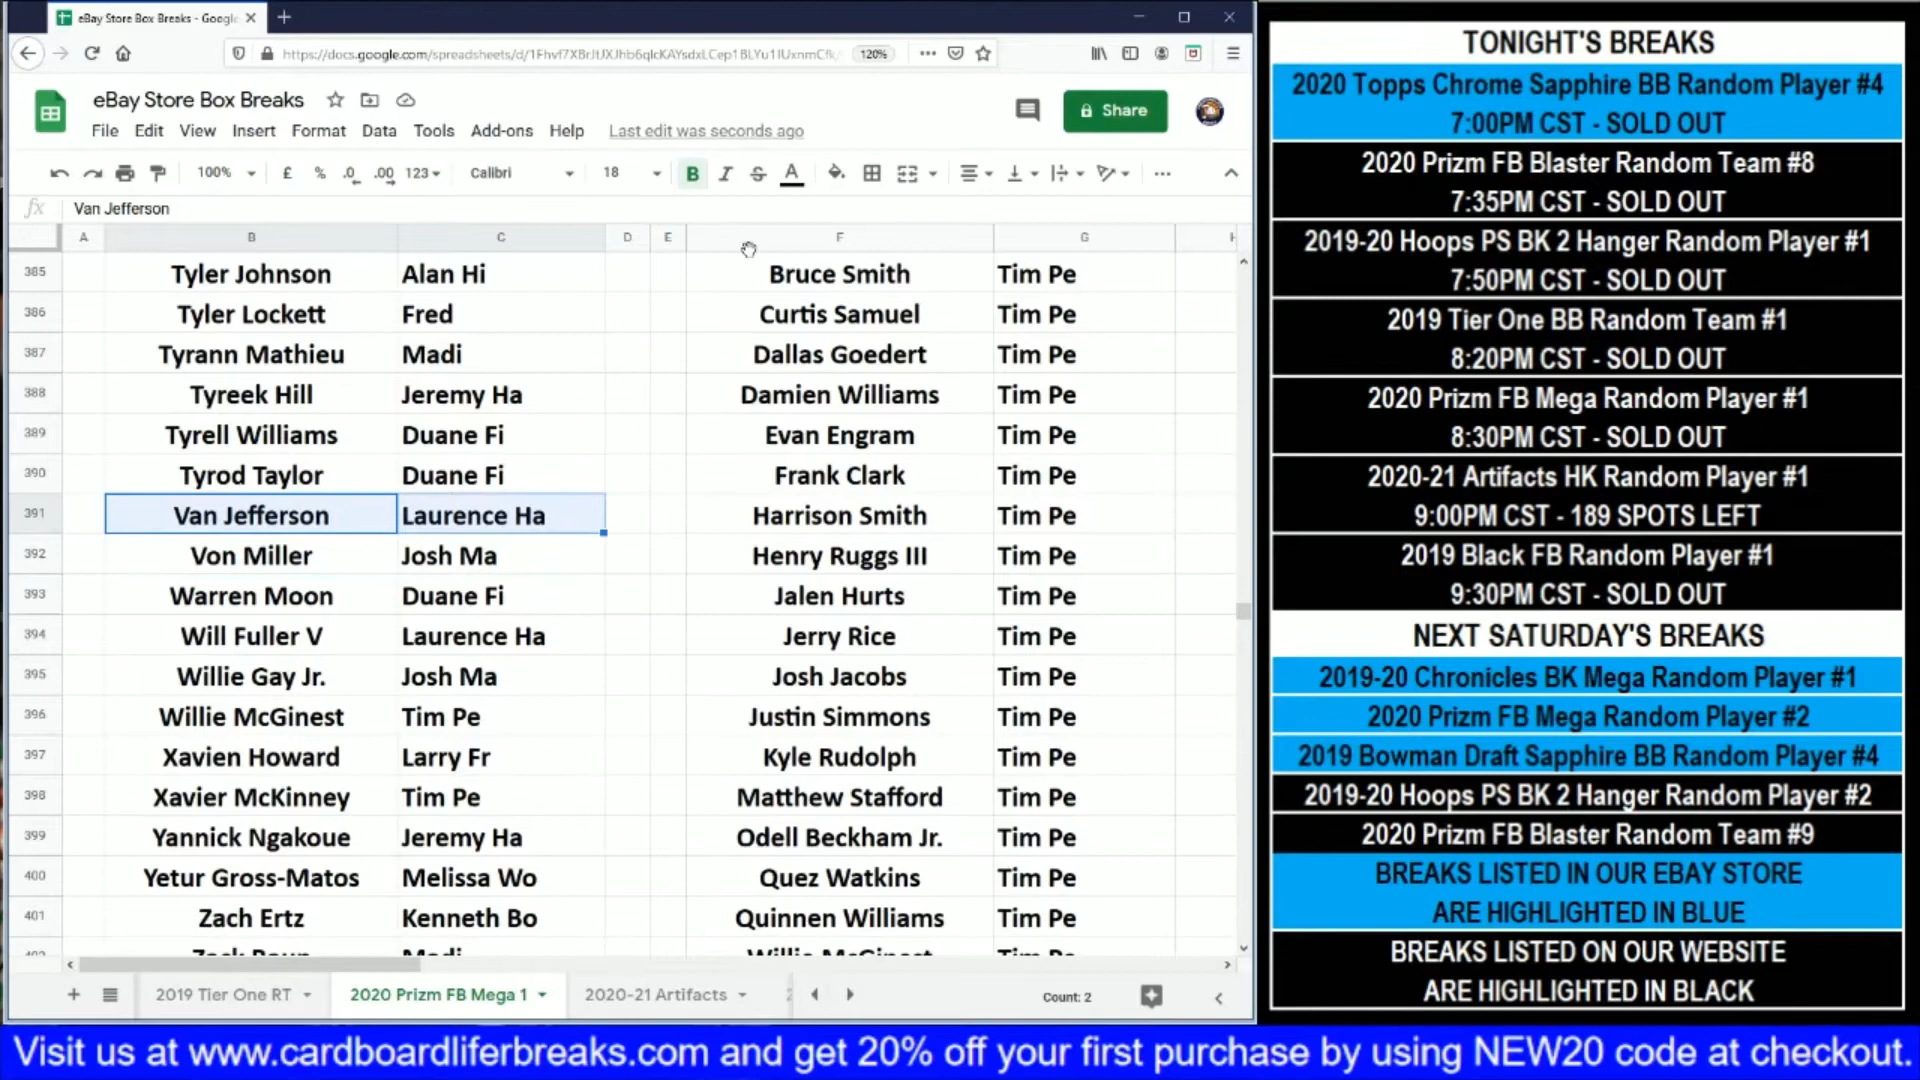 eBay Store Box Breaks - Google
https://docs.google.com/spreadsheets/d/
120%
eBay Store Box Breaks
Share
File Edit View Insert Format Data Tools Add-ons Help Last edit was seconds ago
100% £ % .0 .00 123 Calibri 18 B I S A
fx Van Jefferson
A B C D E F G
385 Tyler Johnson Alan Hi Bruce Smith Tim Pe
386 Tyler Lockett Fred Curtis Samuel Tim Pe
387 Tyrann Mathieu Madi Dallas Goedert Tim Pe
388 Tyreek Hill Jeremy Ha Damien Williams Tim Pe
389 Tyrell Williams Duane Fi Evan Engram Tim Pe
390 Tyrod Taylor Duane Fi Frank Clark Tim Pe
391 Van Jefferson Laurence Ha Harrison Smith Tim Pe
392 Von Miller Josh Ma Henry Ruggs III Tim Pe
393 Warren Moon Duane Fi Jalen Hurts Tim Pe
394 Will Fuller V Laurence Ha Jerry Rice Tim Pe
395 Willie Gay Jr. Josh Ma Josh Jacobs Tim Pe
396 Willie McGinest Tim Pe Justin Simmons Tim Pe
397 Xavien Howard Larry Fr Kyle Rudolph Tim Pe
398 Xavier McKinney Tim Pe Matthew Stafford Tim Pe
399 Yannick Ngakoue Jeremy Ha Odell Beckham Jr. Tim Pe
400 Yetur Gross-Matos Melissa Wo Quez Watkins Tim Pe
401 Zach Ertz Kenneth Bo Quinnen Williams Tim Pe
2019 Tier One RT 2020 Prizm FB Mega 1 2020-21 Artifacts Count: 2
TONIGHT'S BREAKS
2020 Topps Chrome Sapphire BB Random Player #4
7:00PM CST - SOLD OUT
2020 Prizm FB Blaster Random Team #8
7:35PM CST - SOLD OUT
2019-20 Hoops PS BK 2 Hanger Random Player #1
7:50PM CST - SOLD OUT
2019 Tier One BB Random Team #1
8:20PM CST - SOLD OUT
2020 Prizm FB Mega Random Player #1
8:30PM CST - SOLD OUT
2020-21 Artifacts HK Random Player #1
9:00PM CST - 189 SPOTS LEFT
2019 Black FB Random Player #1
9:30PM CST - SOLD OUT
NEXT SATURDAY'S BREAKS
2019-20 Chronicles BK Mega Random Player #1
2020 Prizm FB Mega Random Player #2
2019 Bowman Draft Sapphire BB Random Player #4
2019-20 Hoops PS BK 2 Hanger Random Player #2
2020 Prizm FB Blaster Random Team #9
BREAKS LISTED IN OUR EBAY STORE
ARE HIGHLIGHTED IN BLUE
BREAKS LISTED ON OUR WEBSITE
ARE HIGHLIGHTED IN BLACK
Visit us at www.cardboardliferbreaks.com and get 20% off your first purchase by using NEW20 code at checkout.